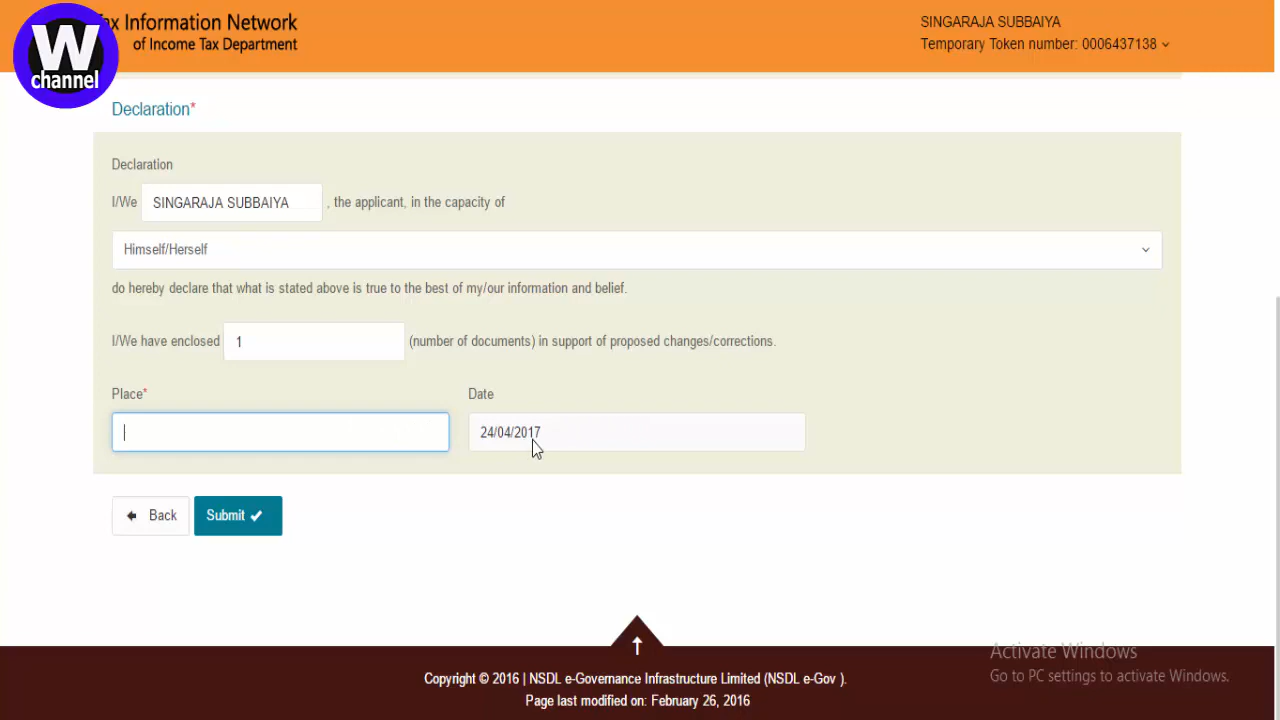 W
channel
Tax Information Network
of Income Tax Department
SINGARAJA SUBBAIYA
Temporary Token number: 0006437138
Declaration*
Declaration
I/We SINGARAJA SUBBAIYA , the applicant, in the capacity of
Himself/Herself
do hereby declare that what is stated above is true to the best of my/our information and belief.
I/We have enclosed 1 (number of documents) in support of proposed changes/corrections.
Place* Date
24/04/2017
Back Submit
Copyright © 2016 | NSDL e-Governance Infrastructure Limited (NSDL e-Gov ).
Page last modified on: February 26, 2016
Activate Windows
Go to PC settings to activate Windows.